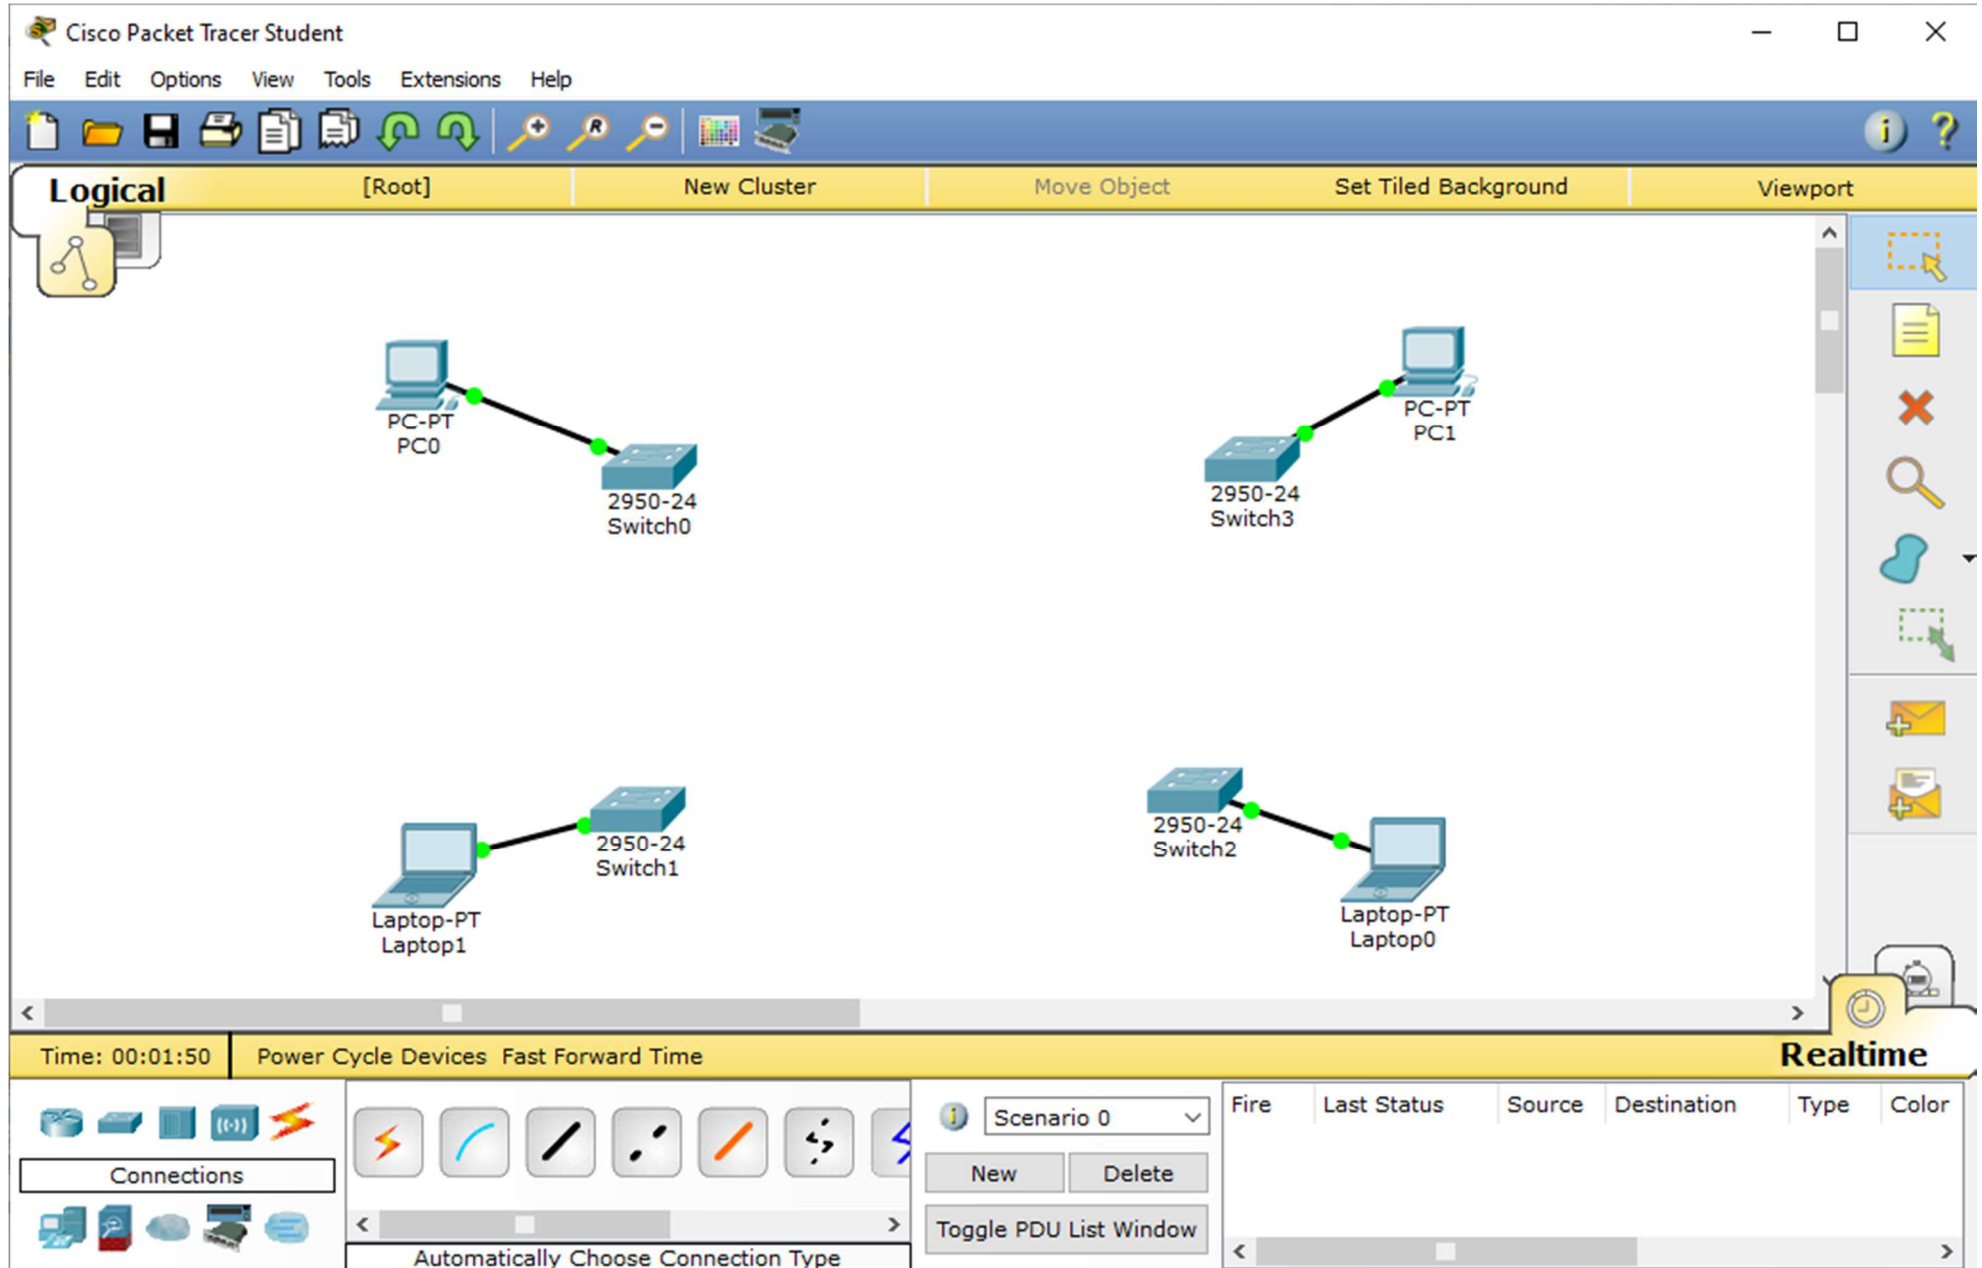 Cisco Packet Tracer Student
File Edit Options View Tools Extensions Help
R
i ?
Logical [Root] New Cluster Move Object Set Tiled Background Viewport
PC-PT
PC0
2950-24
Switch0
PC-PT
PC1
2950-24
Switch3
2950-24
Switch1
Laptop-PT
Laptop1
2950-24
Switch2
Laptop-PT
Laptop0
Time: 00:01:50 Power Cycle Devices Fast Forward Time Realtime
Connections
Automatically Choose Connection Type
i Scenario 0
New Delete
Toggle PDU List Window
Fire Last Status Source Destination Type Color